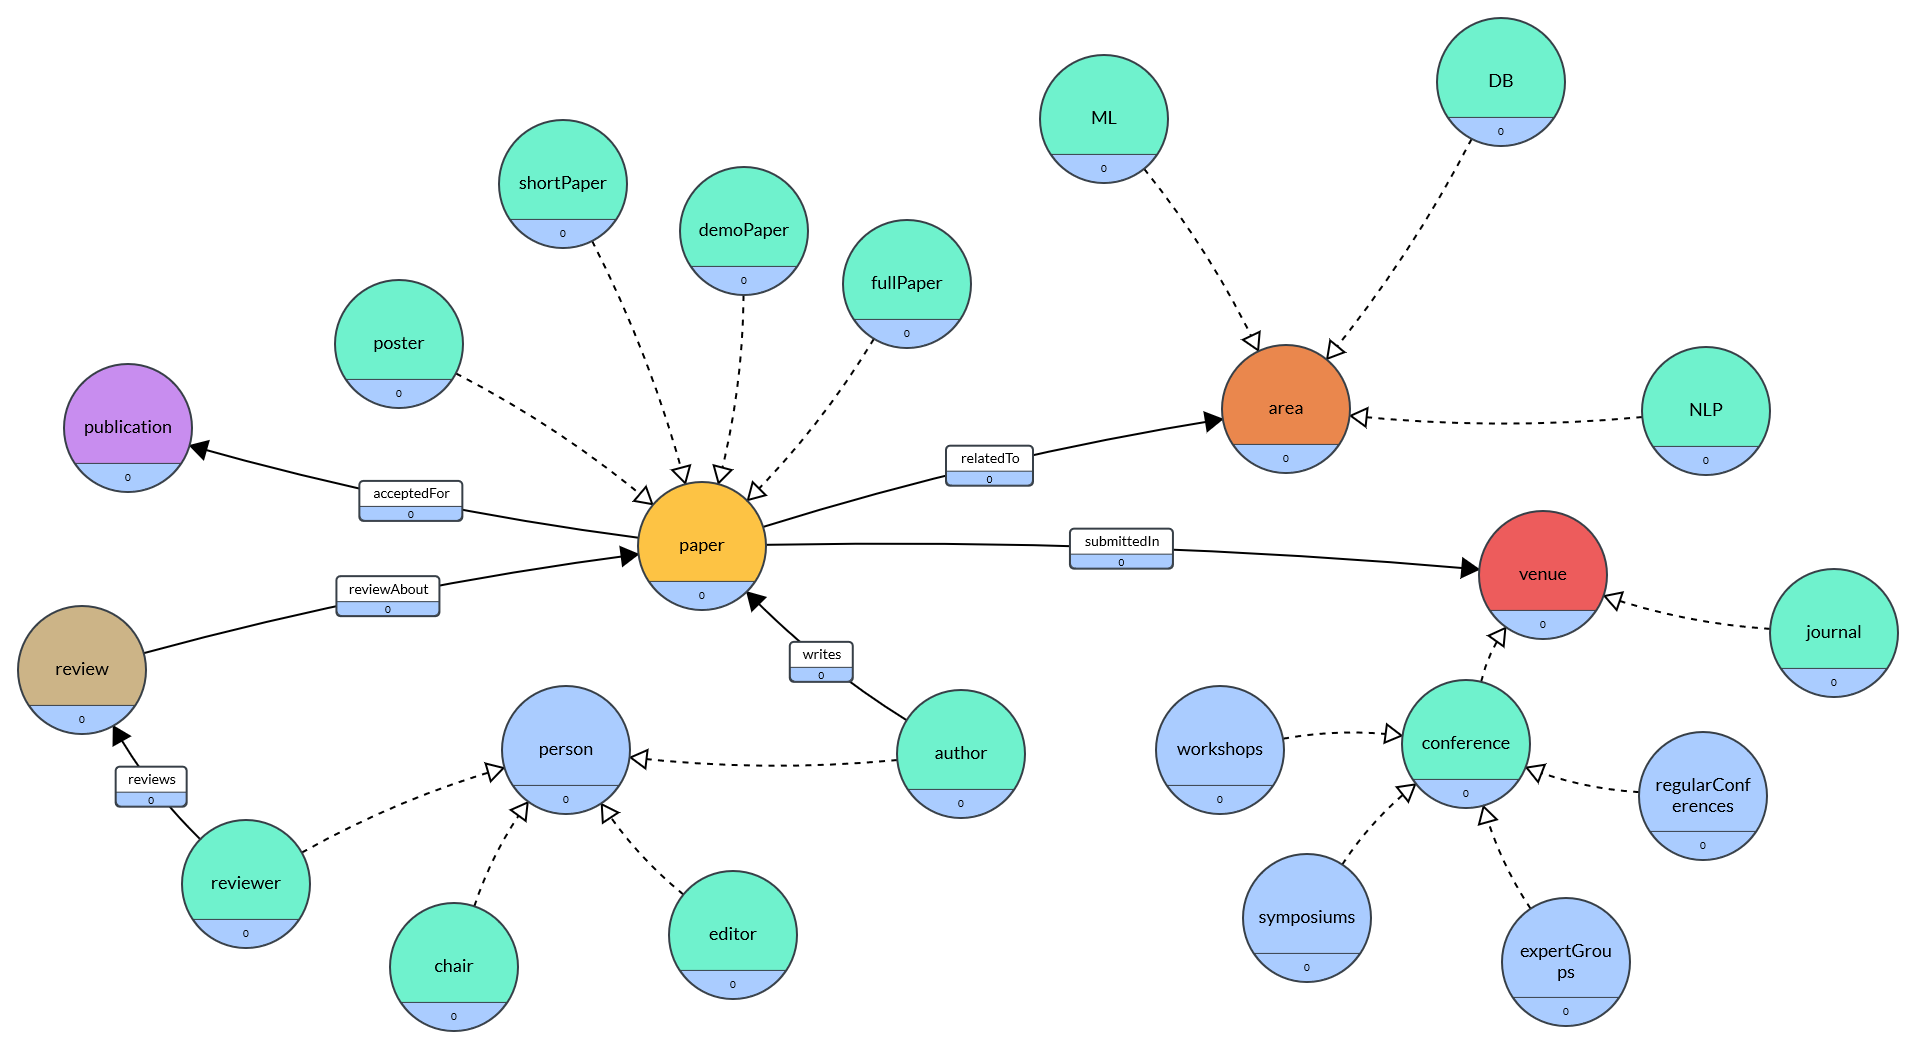 DB
0
ML
0
shortPaper
0
demoPaper
0
fullPaper
0
poster
0
publication
0
area
0
NLP
0
acceptedFor
0
relatedTo
0
paper
0
submittedIn
0
venue
0
reviewAbout
0
journal
0
review
0
writes
0
person
0
author
0
workshops
0
conference
0
regularConf
erences
0
reviews
0
reviewer
0
chair
0
editor
0
symposiums
0
expertGrou
ps
0